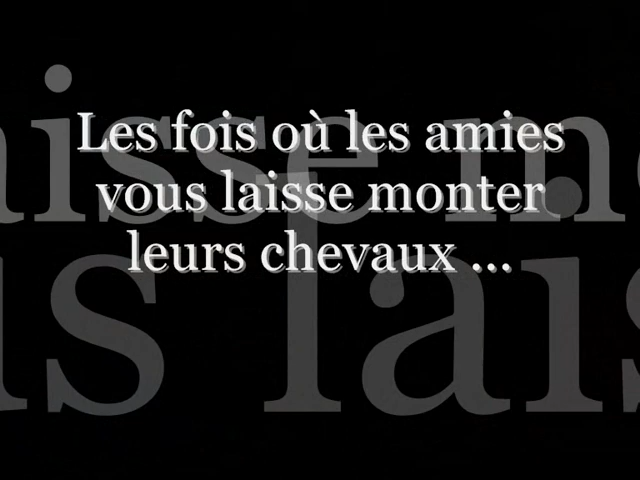 Les fois où les amies
vous laisse monter
leurs chevaux ...